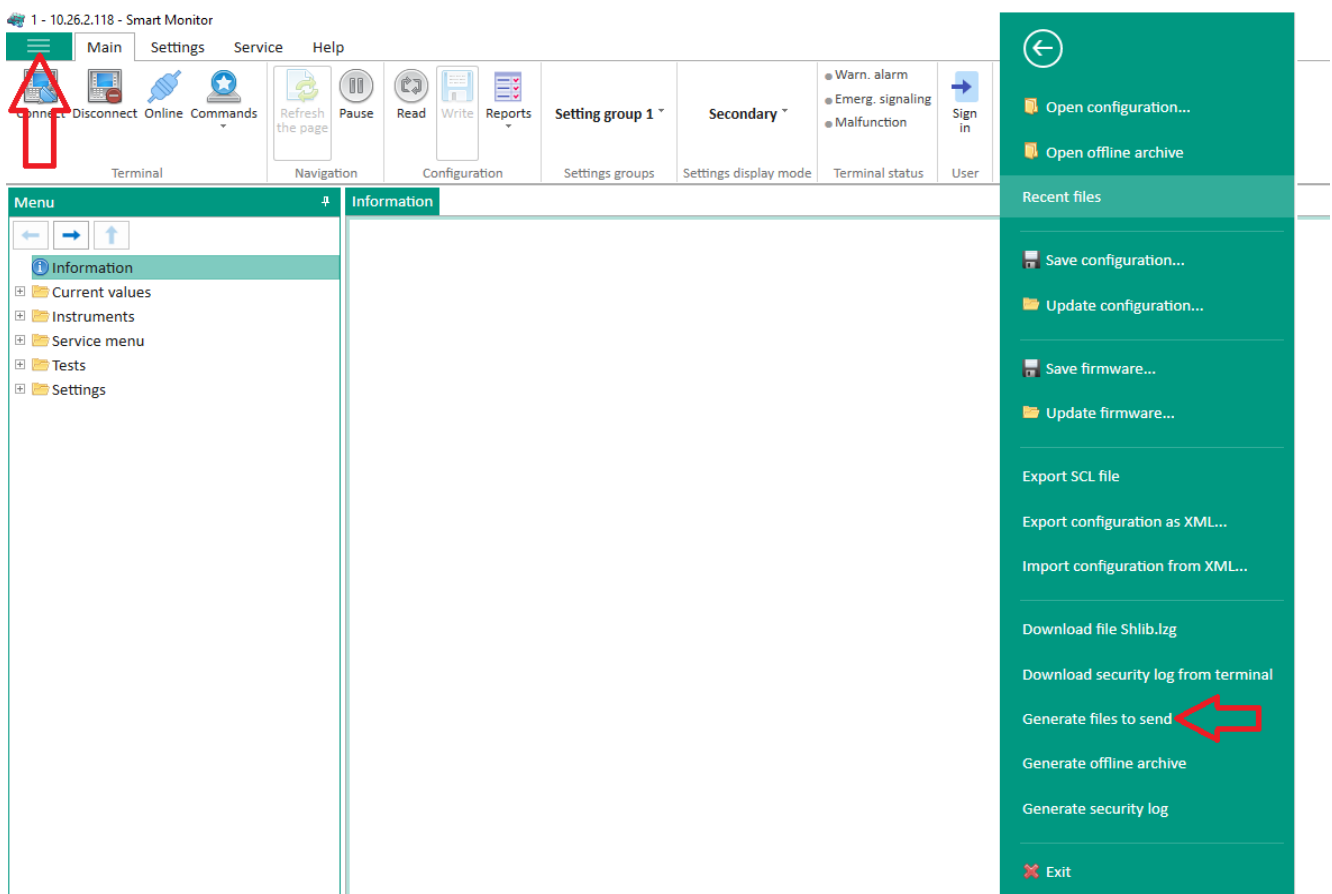 1 - 10.26.2.118 - Smart Monitor
Main Settings Service Help
Connect Disconnect Online Commands
Refresh the page
Pause
Read Write Reports
Setting group 1
Secondary
Warn. alarm
Emerg. signaling
Malfunction
Sign in
Terminal Navigation Configuration Settings groups Settings display mode Terminal status User
Menu
Information
Information
Current values
Instruments
Service menu
Tests
Settings
Open configuration...
Open offline archive
Recent files
Save configuration...
Update configuration...
Save firmware...
Update firmware...
Export SCL file
Export configuration as XML...
Import configuration from XML...
Download file Shlib.lzg
Download security log from terminal
Generate files to send
Generate offline archive
Generate security log
Exit